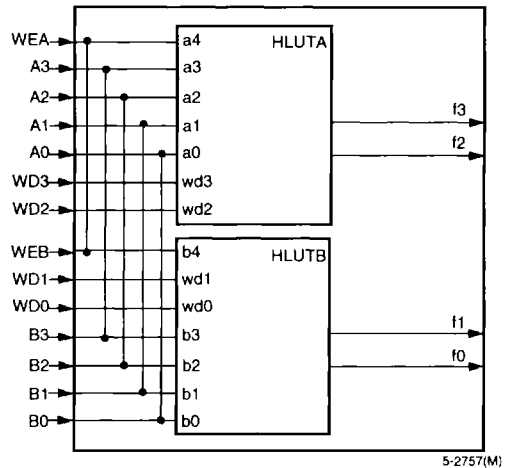 WEA a4 HLUTA
A3 a3
A2 a2
A1 a1 f3
A0 a0 f2
WD3 wd3
WD2 wd2
WEB b4 HLUTB
WD1 wd1
WD0 wd0
B3 b3 f1
B2 b2 f0
B1 b1
B0 b0
5-2757(M)